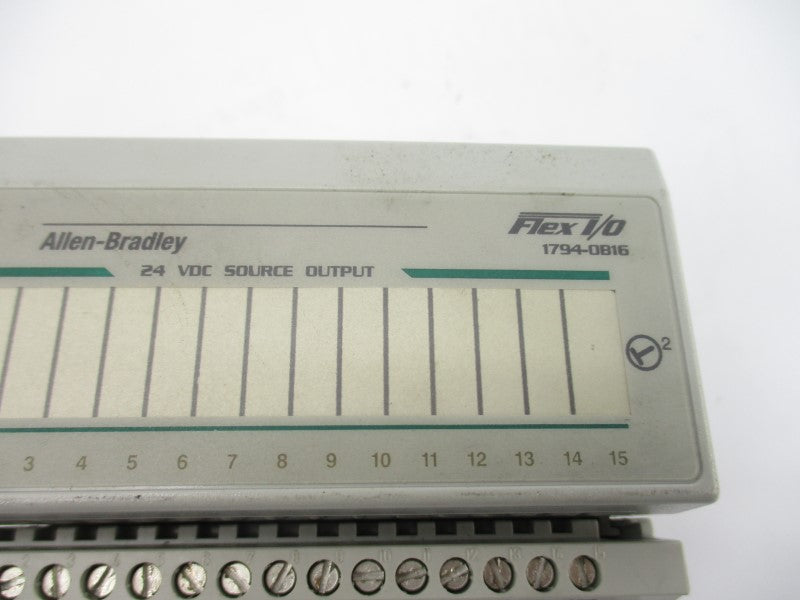 Allen-Bradley
Flex I/O
1794-OB16
24 VDC SOURCE OUTPUT
2
3 4 5 6 7 8 9 10 11 12 13 14 15